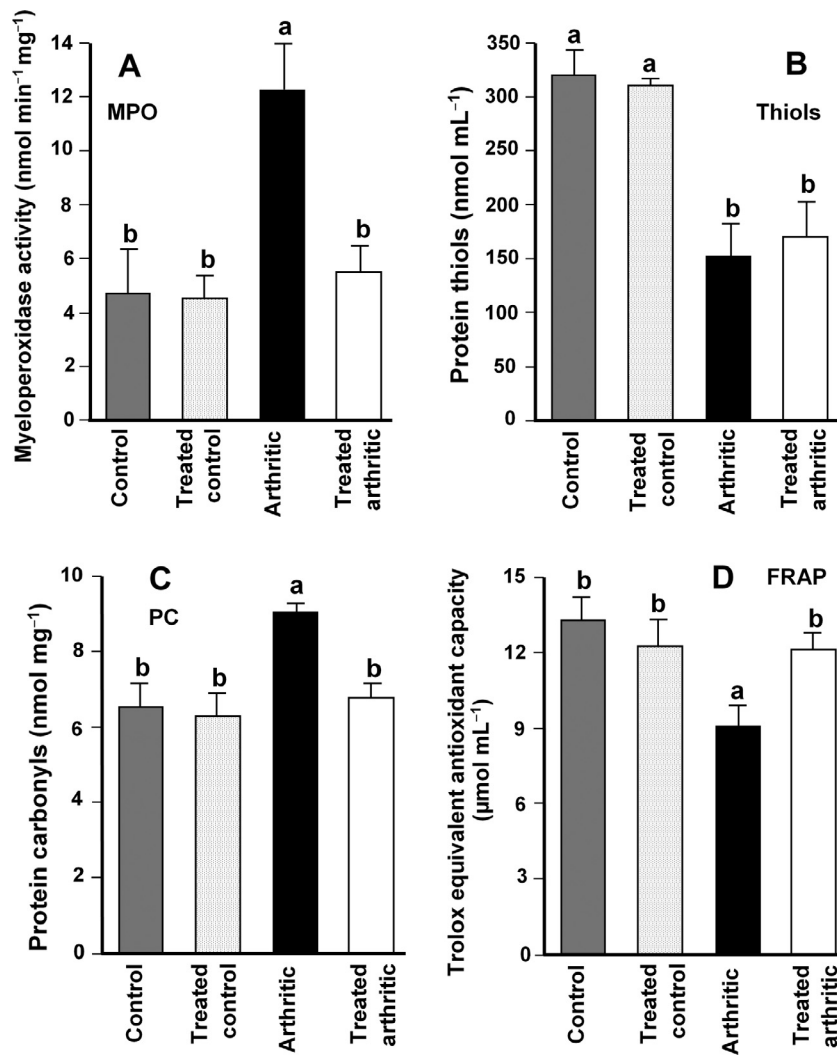 A
MPO
Myeloperoxidase activity (nmol min⁻¹ mg⁻¹)
14
12
10
8
6
4
2
0
b
b
a
b
Control
Treated
control
Arthritic
Treated
arthritic
B
Thiols
Protein thiols (nmol mL⁻¹)
350
300
250
200
150
100
50
0
a
a
b
b
Control
Treated
control
Arthritic
Treated
arthritic
C
PC
Protein carbonyls (nmol mg⁻¹)
10
8
6
4
2
0
b
b
a
b
Control
Treated
control
Arthritic
Treated
arthritic
D
FRAP
Trolox equivalent antioxidant capacity
(µmol mL⁻¹)
15
12
9
6
3
0
b
b
a
b
Control
Treated
control
Arthritic
Treated
arthritic